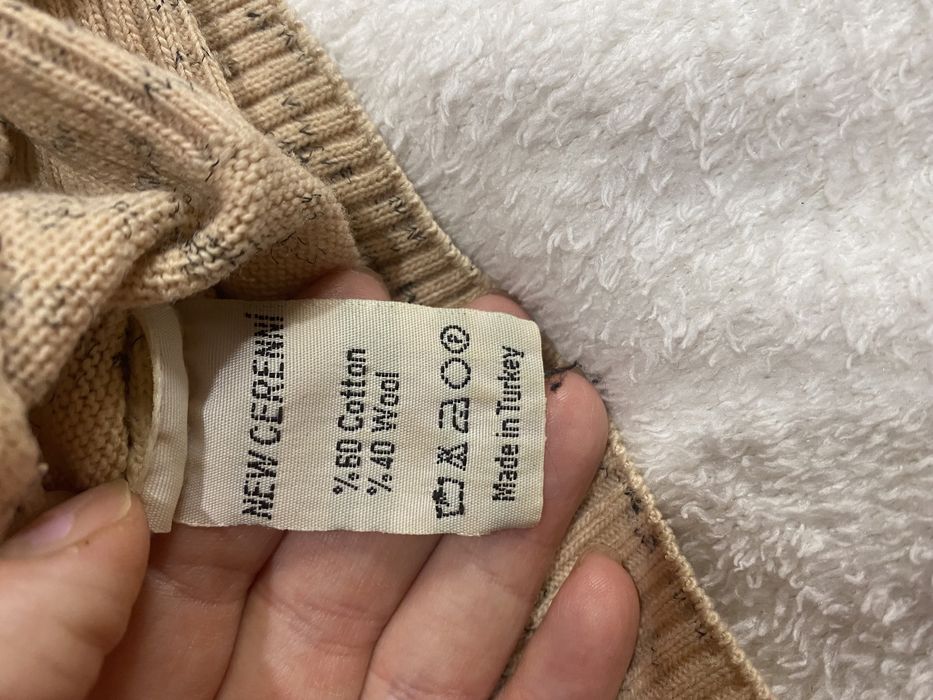 NEW CERENNİ
%60 Cotton
%40 Wool
P
Made in Turkey